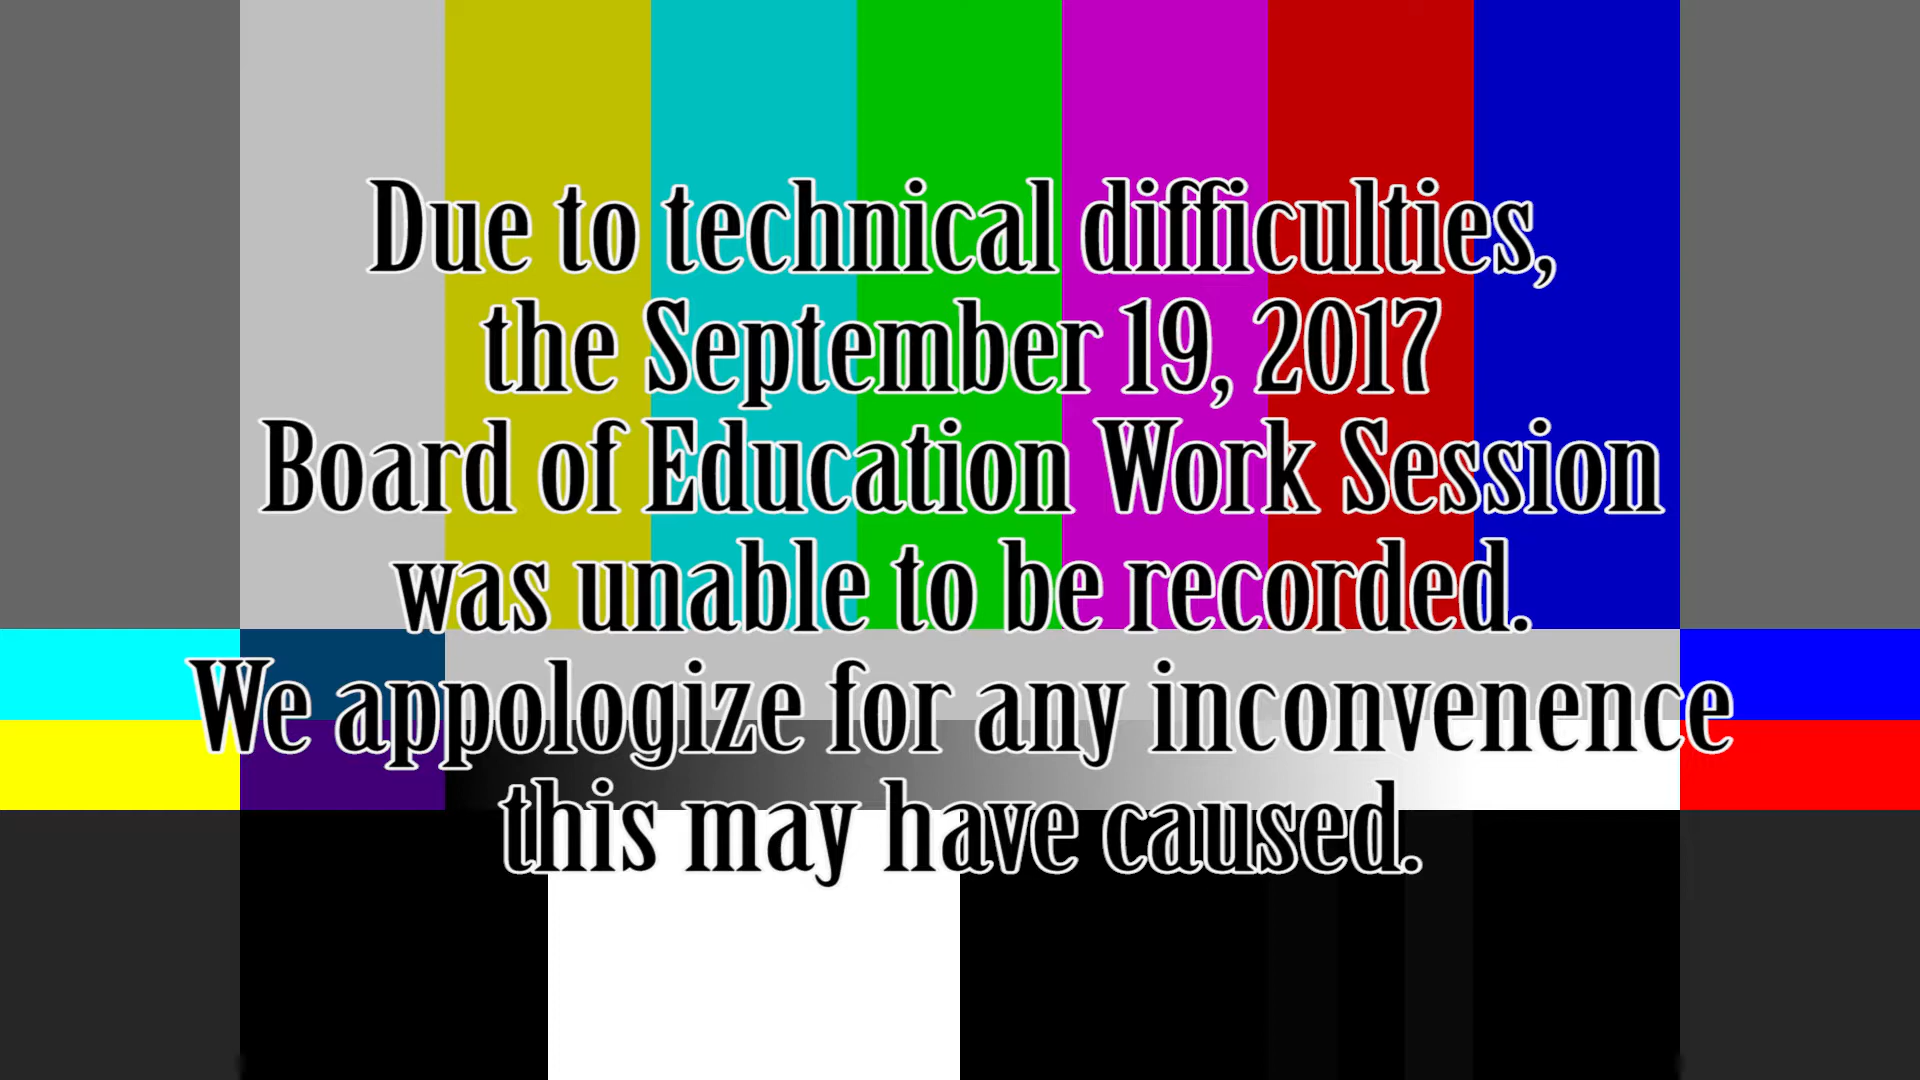 Due to technical difficulties,
the September 19, 2017
Board of Education Work Session
was unable to be recorded.
We appologize for any inconvenence
this may have caused.